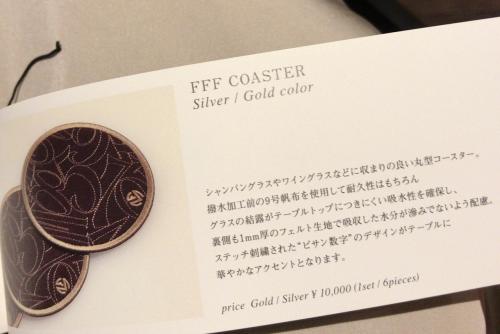 FFF COASTER
Silver / Gold color
シャンパングラスやワイングラスなどに収まりの良い丸型コースター。
撥水加工前の9号帆布を使用して耐久性はもちろん
グラスの結露がテーブルトップにつきにくい吸水性を確保し、
裏側も1mm厚のフェルト生地で吸収した水分が滲みでないよう配慮。
ステッチ刺繍された“ビザン数字”のデザインがテーブルに
華やかなアクセントとなります。
price Gold / Silver ¥ 10,000 (1set / 6pieces)